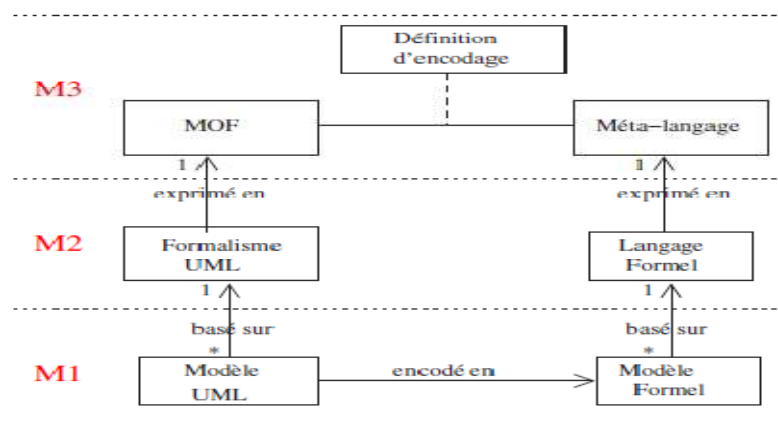 Définition
d'encodage
M3
MOF
Méta-langage
1
1
exprimé en
exprimé en
M2
Formalisme
UML
Langage
Formel
1
1
basé sur
basé sur
*
*
M1
Modèle
UML
encodé en
Modèle
Formel